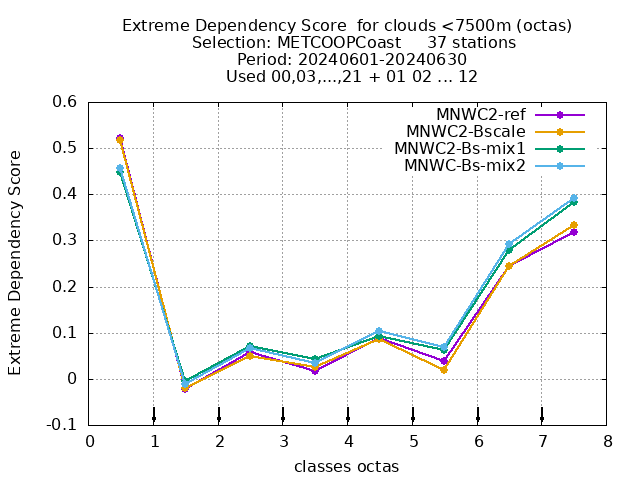 Extreme Dependency Score  for clouds <7500m (octas)
Selection: METCOOPCoast     37 stations
Period: 20240601-20240630
Used 00,03,...,21 + 01 02 ... 12
MNWC2-ref
MNWC2-Bscale
MNWC2-Bs-mix1
MNWC-Bs-mix2
Extreme Dependency Score
0.6
0.5
0.4
0.3
0.2
0.1
0
-0.1
0 1 2 3 4 5 6 7 8
classes octas